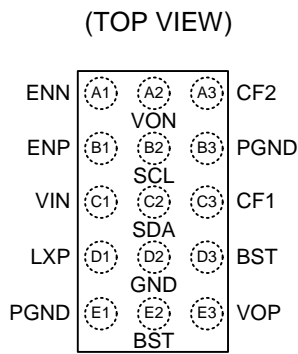 (TOP VIEW)
ENN A1 A2 A3 CF2
VON
ENP B1 B2 B3 PGND
SCL
VIN C1 C2 C3 CF1
SDA
LXP D1 D2 D3 BST
GND
PGND E1 E2 E3 VOP
BST